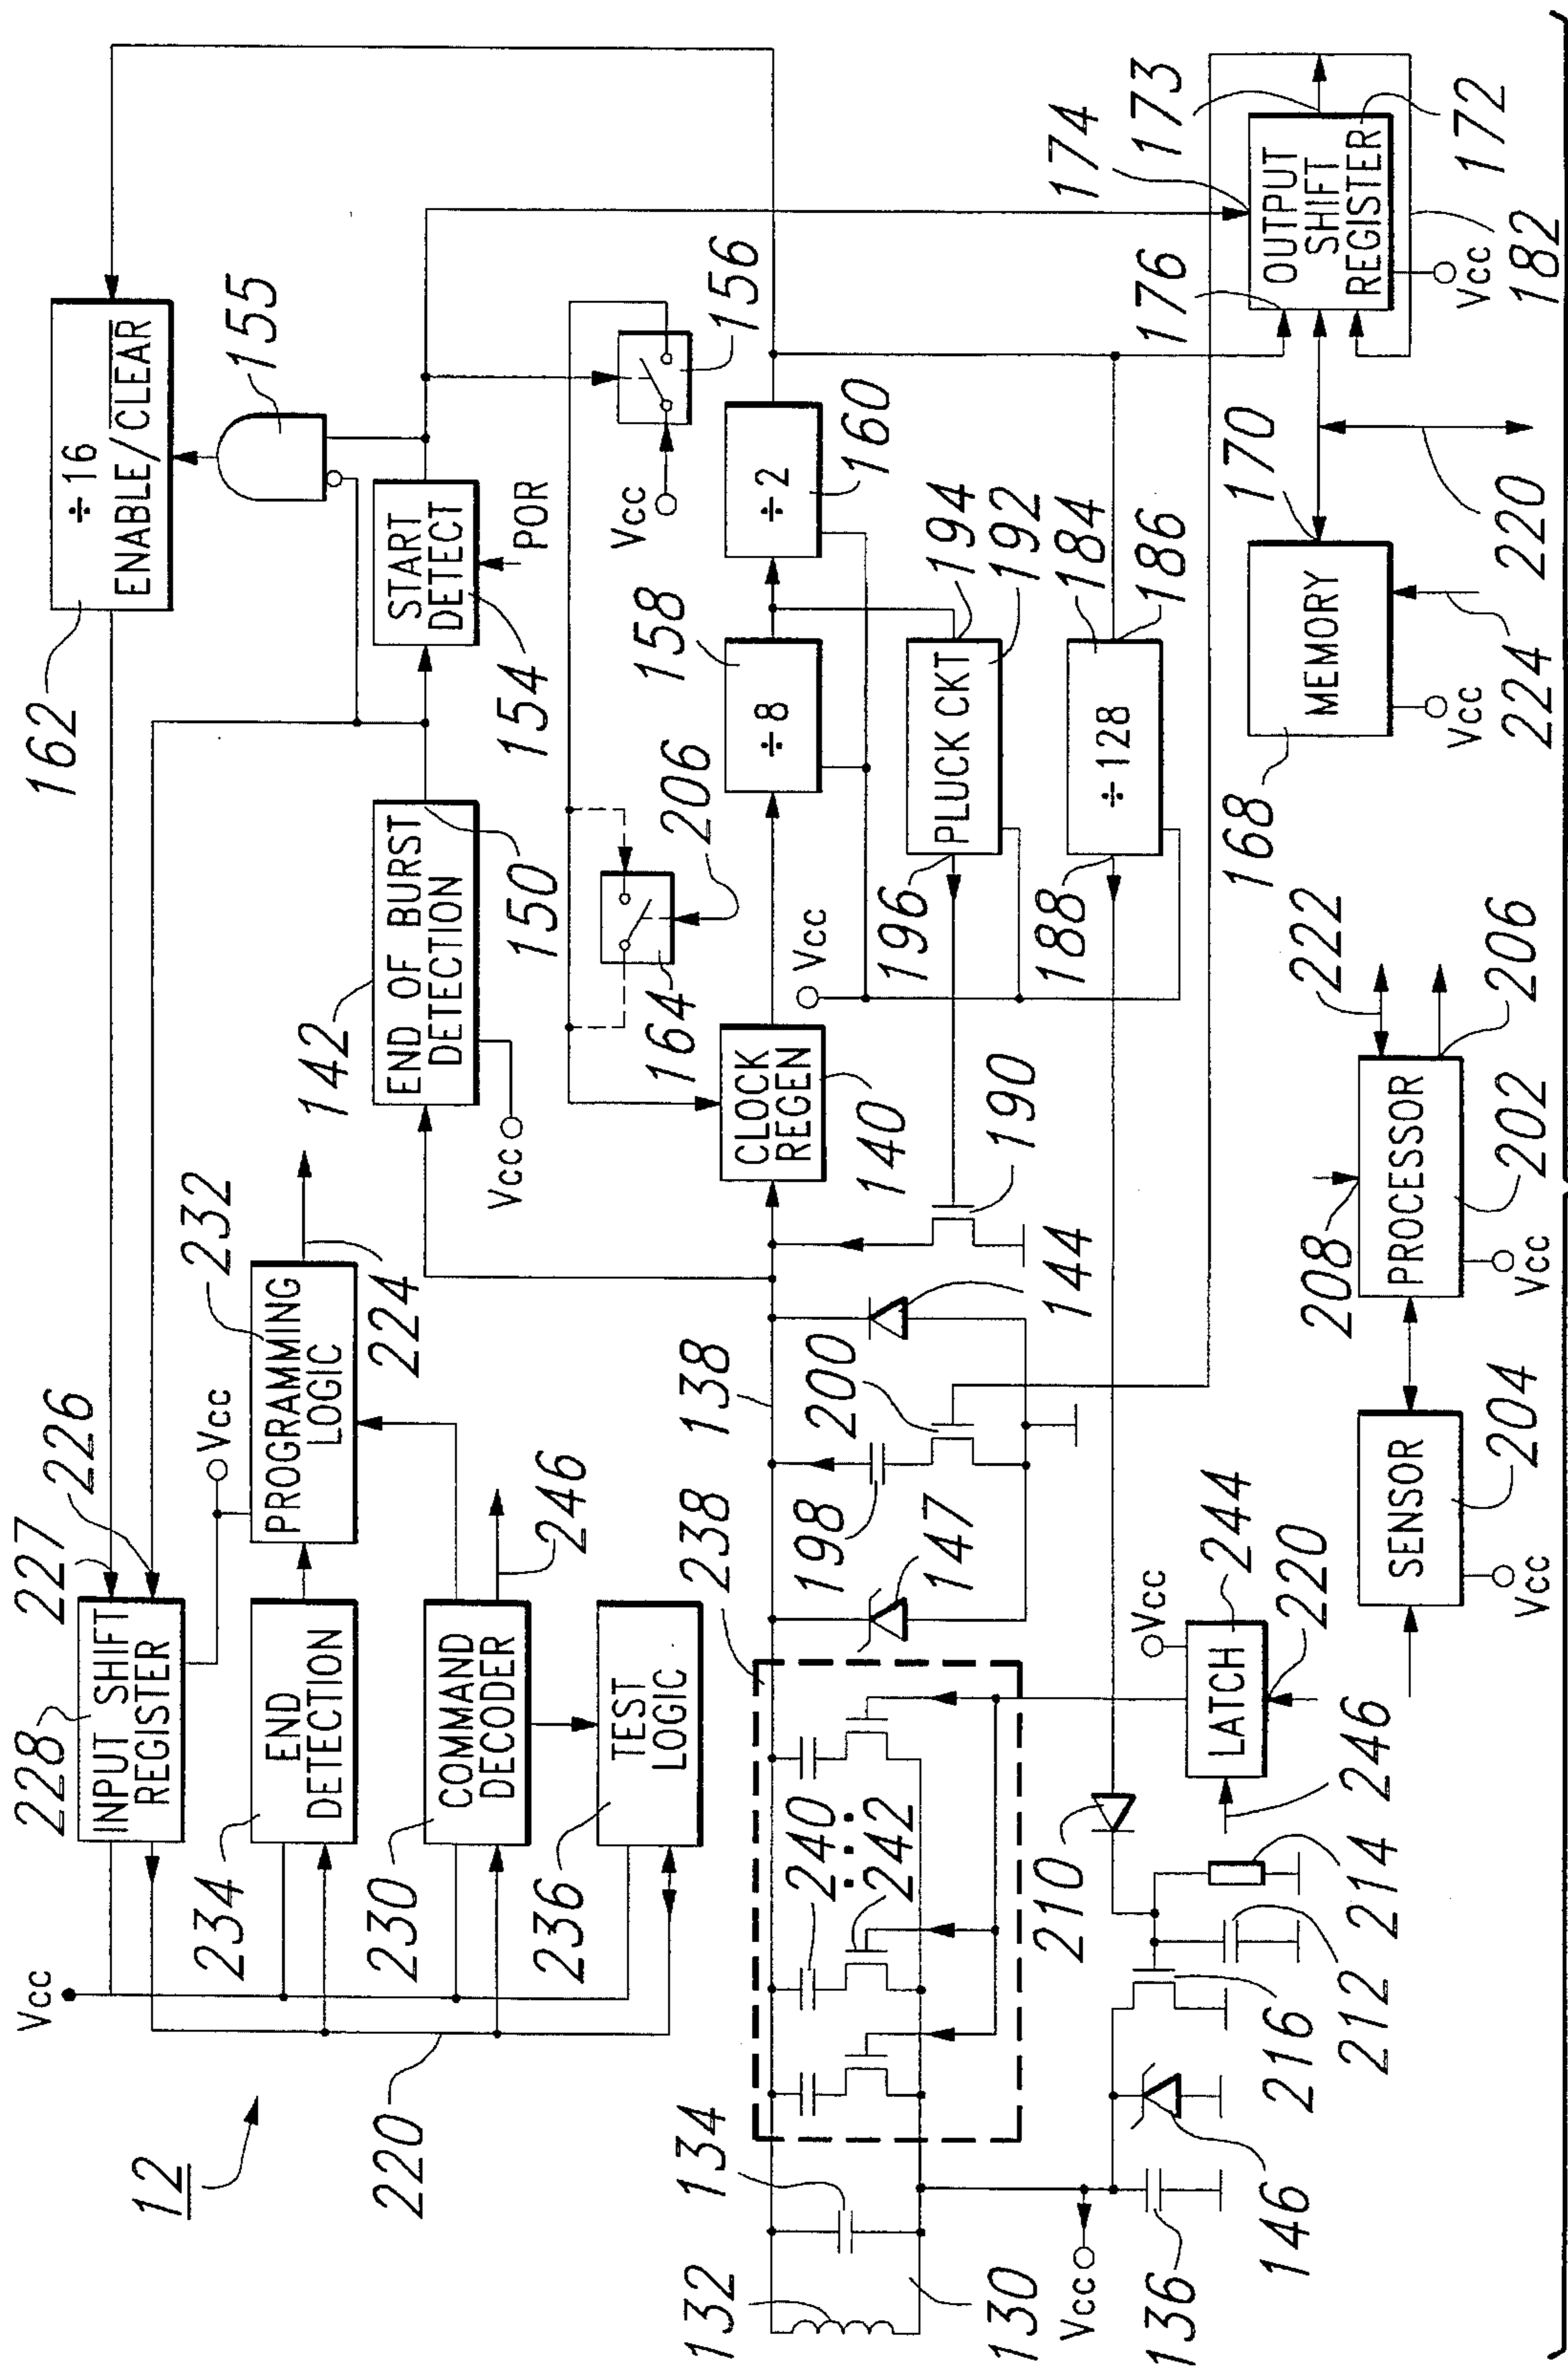 12
Vcc
228
INPUT SHIFT
REGISTER
227
226
162
÷ 16
ENABLE/CLEAR
234
END
DETECTION
Vcc
PROGRAMMING
LOGIC
232
224
155
142
END OF BURST
DETECTION
150
Vcc
START
DETECT
154
POR
220
230
COMMAND
DECODER
246
236
TEST
LOGIC
164
206
Vcc
156
174
132
134
238
138
CLOCK
REGEN
140
÷ 8
158
÷ 2
160
240
242
198
200
147
144
190
Vcc
196
PLUCK CKT
194
192
188
÷ 128
184
186
176
173
130
Vcc
136
146
210
216
212
214
Vcc
LATCH
244
246
220
OUTPUT
SHIFT
REGISTER
172
182
Vcc
170
MEMORY
168
Vcc
224
220
SENSOR
204
Vcc
208
PROCESSOR
202
Vcc
222
206